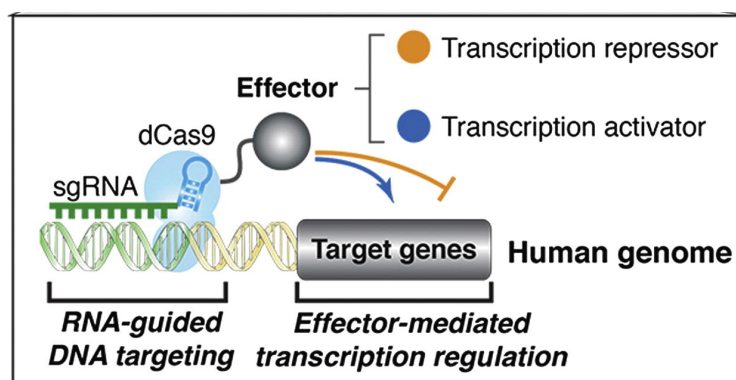 Transcription repressor
Effector
Transcription activator
dCas9
sgRNA
Target genes
Human genome
RNA-guided
DNA targeting
Effector-mediated
transcription regulation